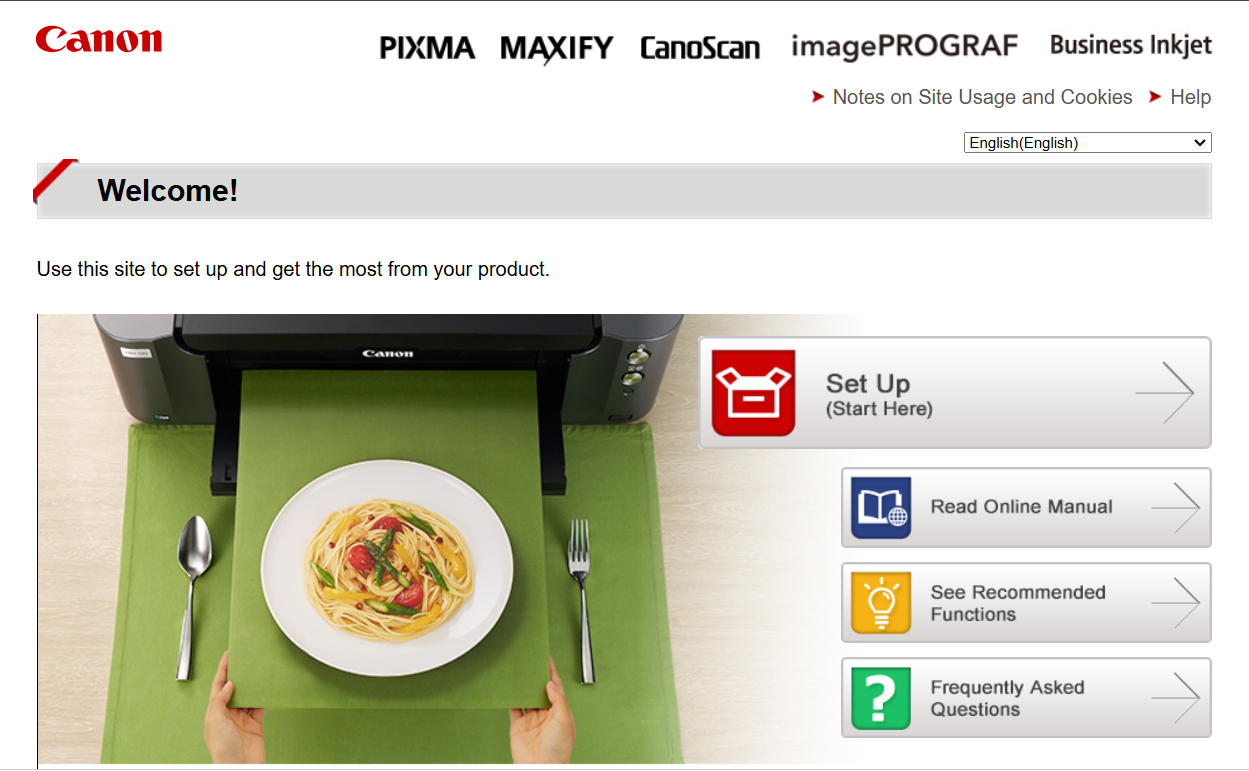 Canon
PIXMA MAXIFY CanoScan imagePROGRAF Business Inkjet
Notes on Site Usage and Cookies Help
English(English)
Welcome!
Use this site to set up and get the most from your product.
Canon
Set Up
(Start Here)
Read Online Manual
See Recommended
Functions
Frequently Asked
Questions